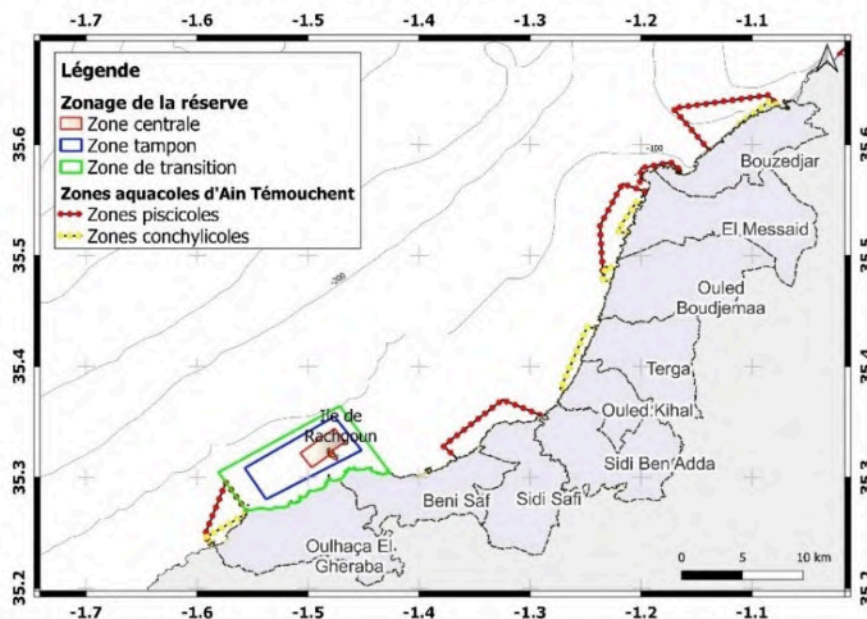 -1.7 -1.6 -1.5 -1.4 -1.3 -1.2 -1.1
Légende
Zonage de la réserve
Zone centrale
Zone tampon
Zone de transition
Zones aquacoles d'Ain Témouchent
Zones piscicoles
Zones conchylicoles
35.6
35.5
35.4
35.3
35.2
35.6
35.5
35.4
35.3
35.2
-100
-200
Bouzedjar
El Messaid
Ouled
Boudjemaa
Terga
Ouled Kihal
Sidi Ben Adda
Sidi Safi
Beni Saf
Oulhaça El
Gheraba
Ile de
Rachgoun
0 5 10 km
-1.7 -1.6 -1.5 -1.4 -1.3 -1.2 -1.1